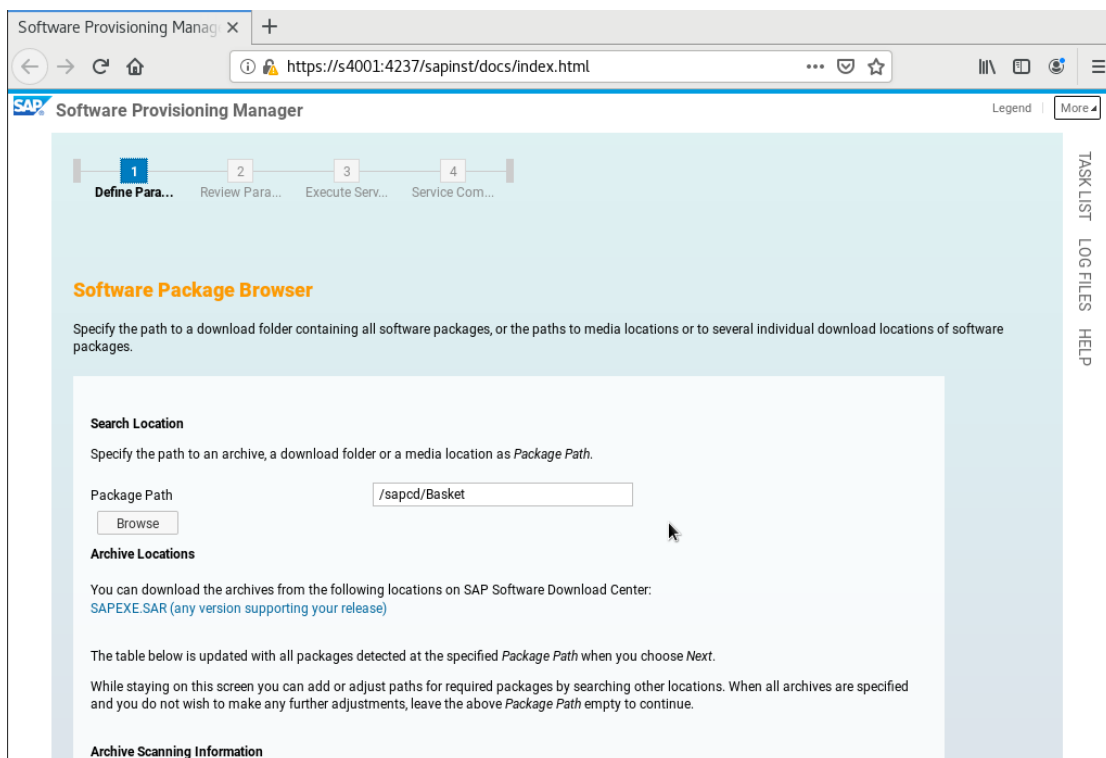 Software Provisioning Manag
https://s4001:4237/sapinst/docs/index.html
SAP Software Provisioning Manager
Legend
More
1
2
3
4
Define Para...
Review Para...
Execute Serv...
Service Com...
TASK LIST
LOG FILES
HELP
Software Package Browser
Specify the path to a download folder containing all software packages, or the paths to media locations or to several individual download locations of software
packages.
Search Location
Specify the path to an archive, a download folder or a media location as Package Path.
Package Path
/sapcd/Basket
Browse
Archive Locations
You can download the archives from the following locations on SAP Software Download Center:
SAPEXE.SAR (any version supporting your release)
The table below is updated with all packages detected at the specified Package Path when you choose Next.
While staying on this screen you can add or adjust paths for required packages by searching other locations. When all archives are specified
and you do not wish to make any further adjustments, leave the above Package Path empty to continue.
Archive Scanning Information